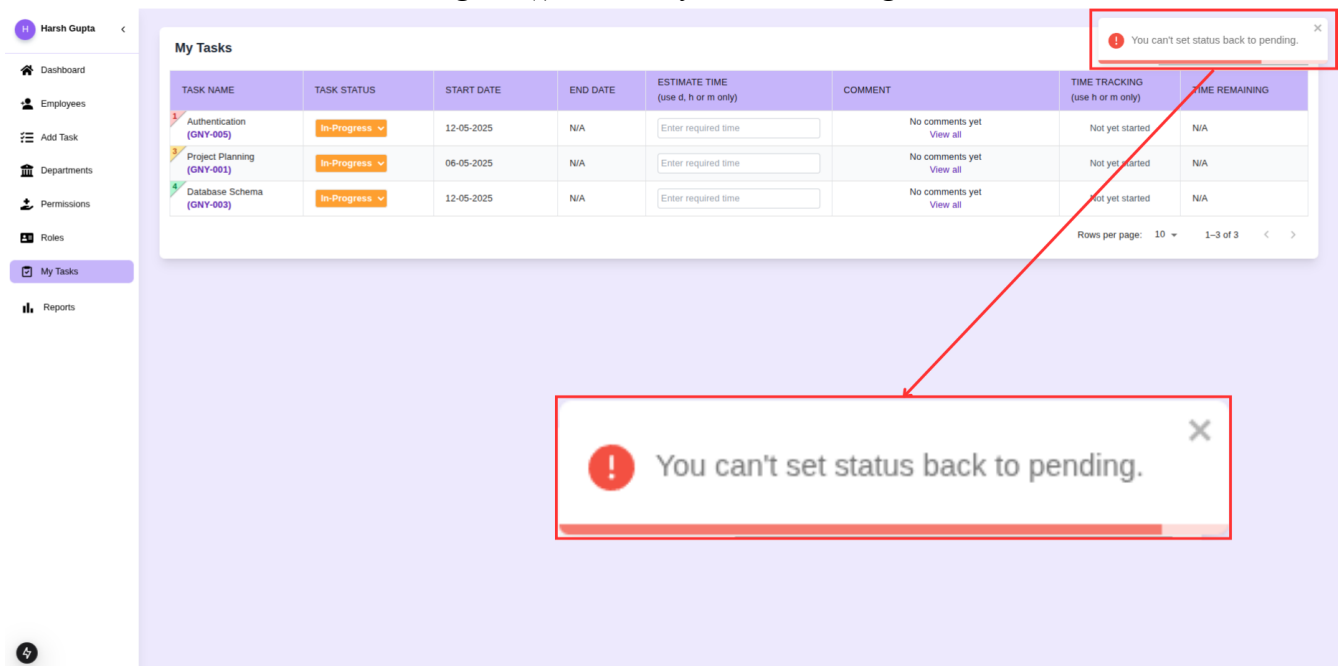 H Harsh Gupta
Dashboard
Employees
Add Task
Departments
Permissions
Roles
My Tasks
Reports
My Tasks
You can't set status back to pending.
TASK NAME TASK STATUS START DATE END DATE ESTIMATE TIME COMMENT TIME TRACKING TIME REMAINING
(use d, h or m only) (use h or m only)
1 Authentication In-Progress 12-05-2025 N/A Enter required time No comments yet Not yet started N/A
(GNY-005) View all
3 Project Planning In-Progress 06-05-2025 N/A Enter required time No comments yet Not yet started N/A
(GNY-001) View all
4 Database Schema In-Progress 12-05-2025 N/A Enter required time No comments yet Not yet started N/A
(GNY-003) View all
Rows per page: 10 1–3 of 3
You can't set status back to pending.